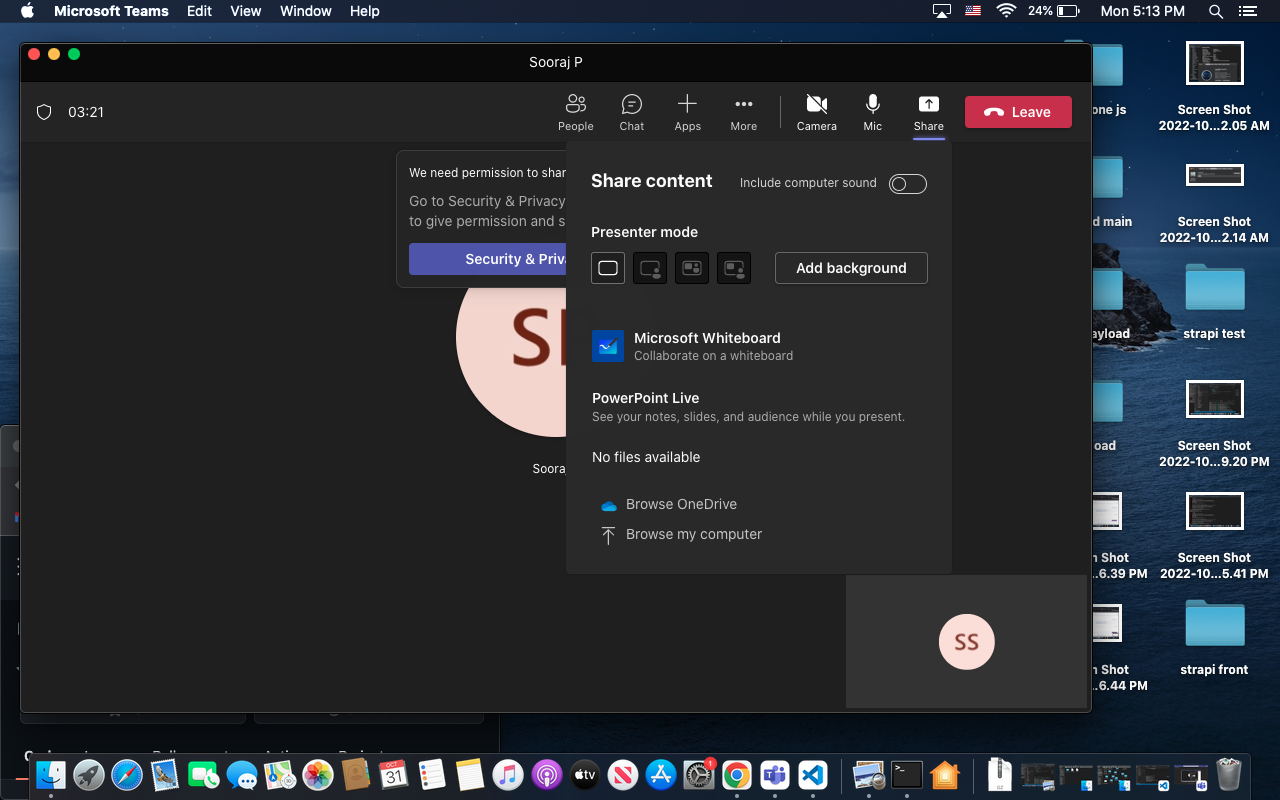 Microsoft Teams Edit View Window Help
24% Mon 5:13 PM
Sooraj P
03:21
People Chat Apps More Camera Mic Share Leave
We need permission to shar
Go to Security & Privacy
to give permission and s
Security & Priva
Share content
Include computer sound
Presenter mode
Add background
Microsoft Whiteboard
Collaborate on a whiteboard
PowerPoint Live
See your notes, slides, and audience while you present.
No files available
Browse OneDrive
Browse my computer
Sooraj
SS
one js
Screen Shot
2022-10...2.05 AM
d main
Screen Shot
2022-10...2.14 AM
ayload
strapi test
oad
Screen Shot
2022-10...9.20 PM
n Shot
...6.39 PM
Screen Shot
2022-10...5.41 PM
n Shot
...6.44 PM
strapi front
OCT
31
tv
1